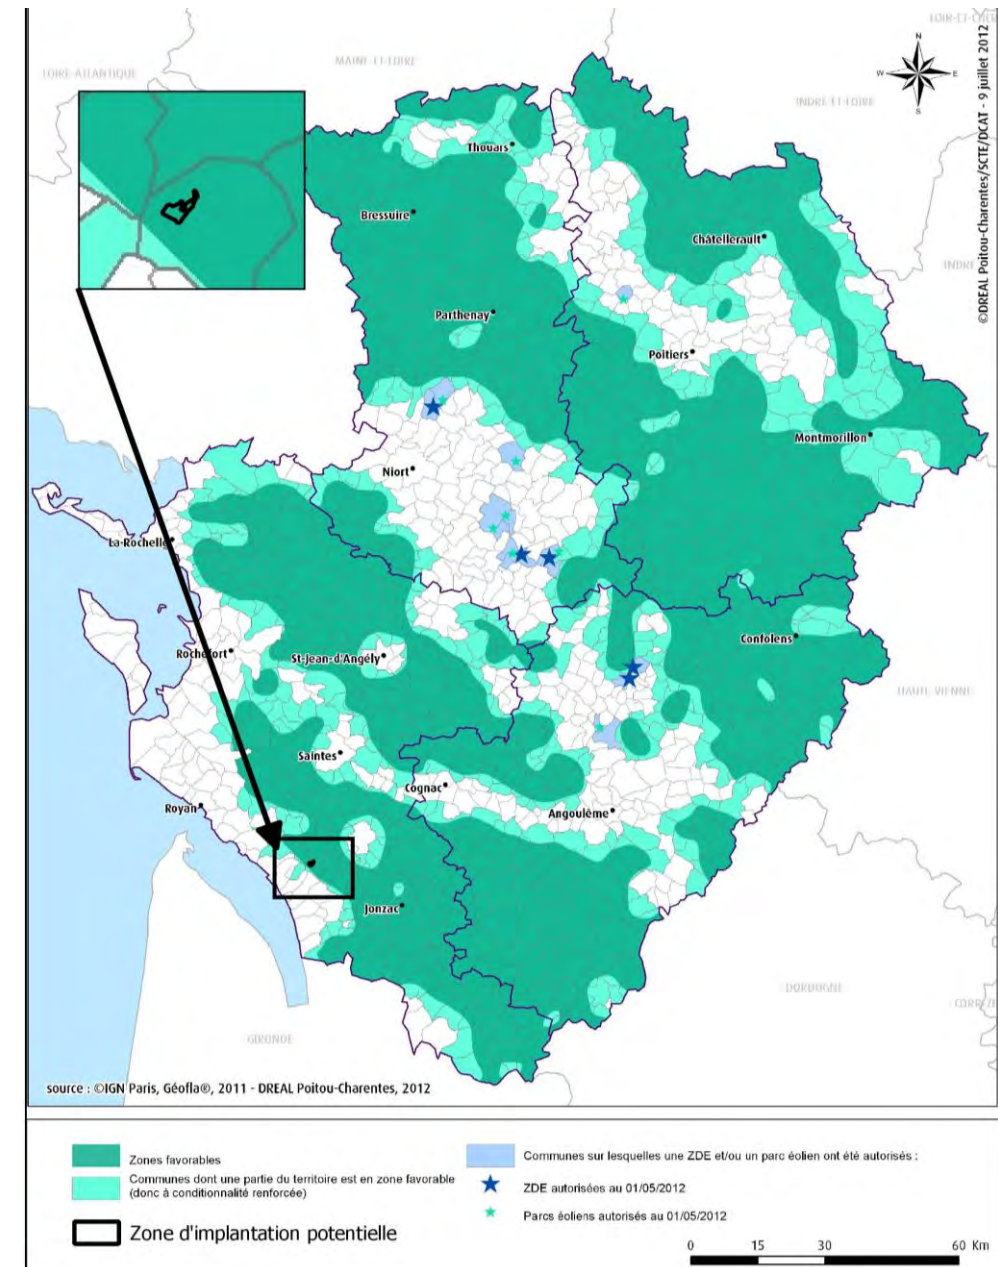 LOIR-ET-CHER
MAINE-ET-LOIRE
LOIRE-ATLANTIQUE
INDRE-ET-LOIRE
N
W
E
S
©DREAL Poitou-Charentes/SCTE/DCAT - 9 juillet 2012
Thouars
Bressuire
Châtellerault
INDRE
Parthenay
Poitiers
Montmorillon
Niort
La-Rochelle
Confolens
Rochefort
St-Jean-d'Angély
HAUTE-VIENNE
Saintes
Cognac
Royan
Angoulême
Jonzac
DORDOGNE
CORRÈZE
GIRONDE
source : ©IGN Paris, Géofla®, 2011 - DREAL Poitou-Charentes, 2012
Zones favorables
Communes dont une partie du territoire est en zone favorable
(donc à conditionnalité renforcée)
Zone d'implantation potentielle
Communes sur lesquelles une ZDE et/ou un parc éolien ont été autorisés :
ZDE autorisées au 01/05/2012
Parcs éoliens autorisés au 01/05/2012
0 15 30 60 Km